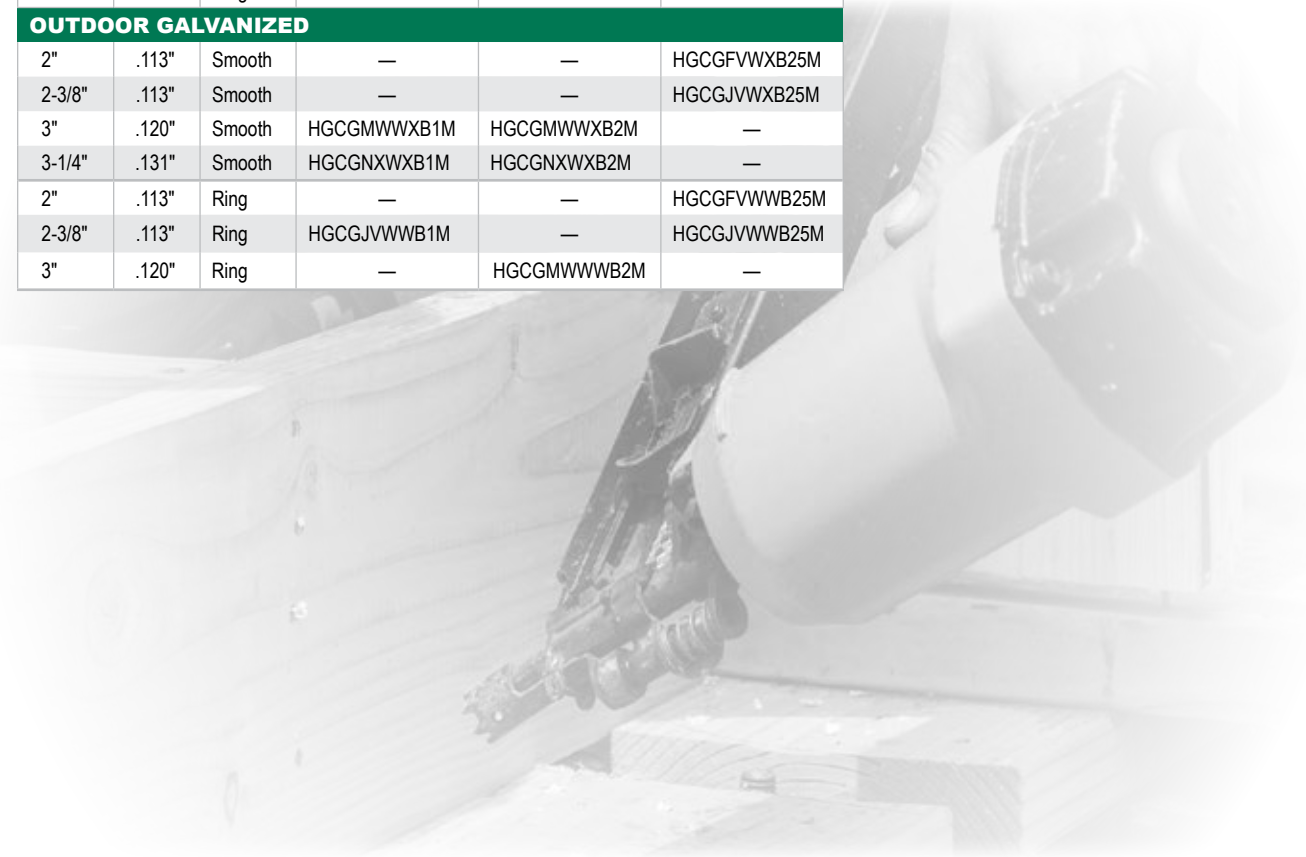 OUTDOOR GALVANIZED
2" .113" Smooth — — HGCGFVWXB25M
2-3/8" .113" Smooth — — HGCGJVWXB25M
3" .120" Smooth HGCGMWWXB1M HGCGMWWXB2M —
3-1/4" .131" Smooth HGCGNXWXB1M HGCGNXWXB2M —
2" .113" Ring — — HGCGFVWWB25M
2-3/8" .113" Ring HGCGJVWWB1M — HGCGJVWWB25M
3" .120" Ring — HGCGMWWWB2M —